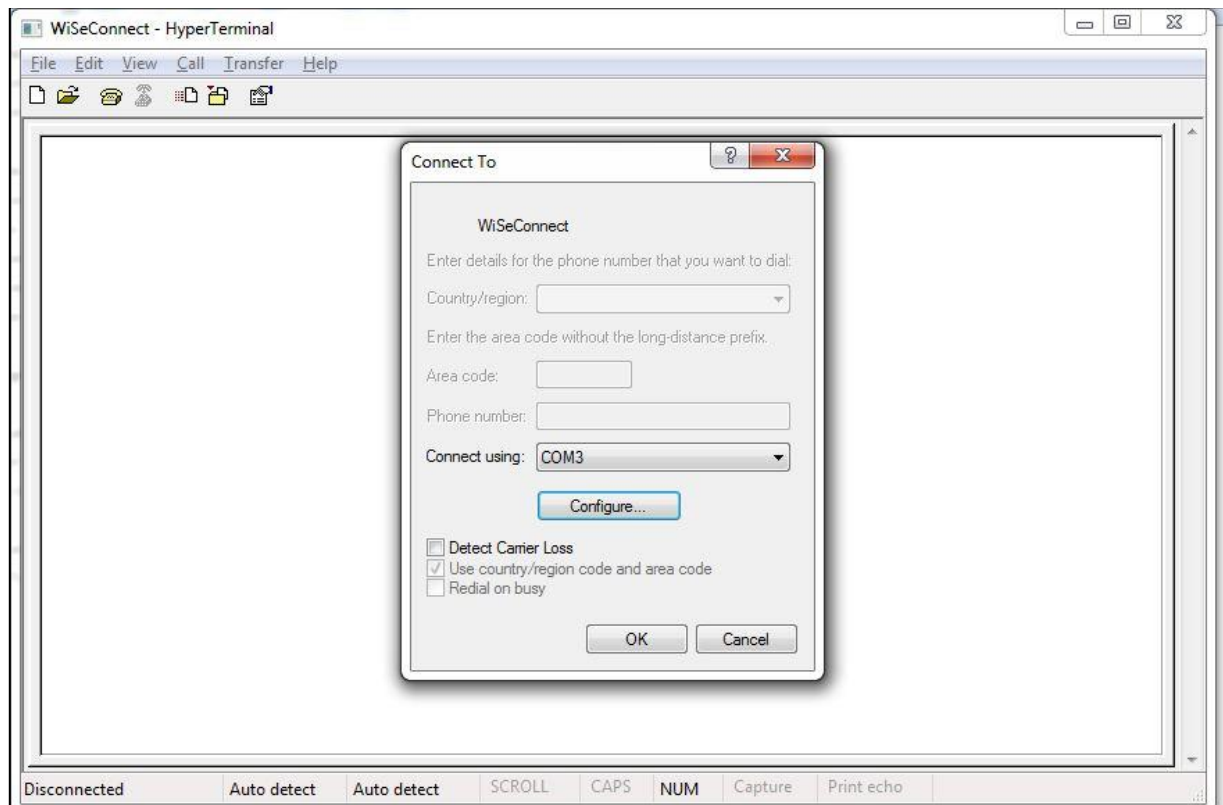 WiSeConnect - HyperTerminal
File Edit View Call Transfer Help
Connect To
WiSeConnect
Enter details for the phone number that you want to dial:
Country/region:
Enter the area code without the long-distance prefix.
Area code:
Phone number:
Connect using: COM3
Configure...
Detect Carrier Loss
Use country/region code and area code
Redial on busy
OK Cancel
Disconnected Auto detect Auto detect SCROLL CAPS NUM Capture Print echo